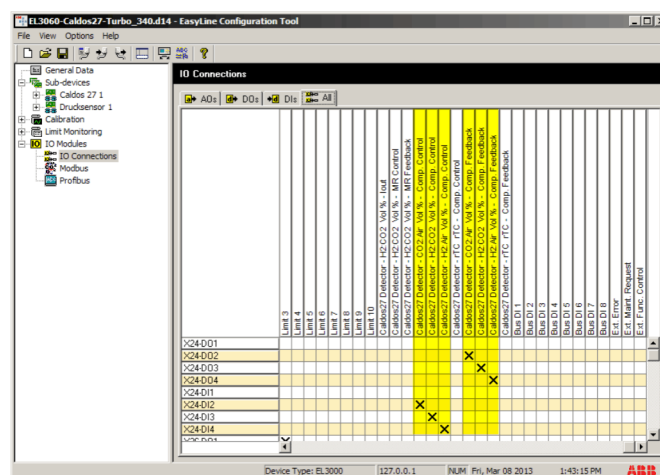 EL3060-Caldos27-Turbo_340.d14 - EasyLine Configuration Tool
File View Options Help
General Data
Sub-devices
Caldos 27 1
Drucksensor 1
Calibration
Limit Monitoring
IO Modules
IO Connections
Modbus
Profibus
IO Connections
AOs DOs DIs All
Limit 3
Limit 4
Limit 5
Limit 6
Limit 7
Limit 8
Limit 9
Limit 10
Caldos27 Detector - H2:CO2 Vol % - Iout
Caldos27 Detector - H2:CO2 Vol % - MR Control
Caldos27 Detector - H2:CO2 Vol % - MR Feedback
Caldos27 Detector - CO2:Air Vol % - Comp. Control
Caldos27 Detector - H2:CO2 Vol % - Comp. Control
Caldos27 Detector - H2:Air Vol % - Comp. Control
Caldos27 Detector - rTC rTC - Comp. Control
Caldos27 Detector - CO2:Air Vol % - Comp. Feedback
Caldos27 Detector - H2:CO2 Vol % - Comp. Feedback
Caldos27 Detector - H2:Air Vol % - Comp. Feedback
Caldos27 Detector - rTC rTC - Comp. Feedback
Bus DI 1
Bus DI 2
Bus DI 3
Bus DI 4
Bus DI 5
Bus DI 6
Bus DI 7
Bus DI 8
Ext. Error
Ext. Maint. Request
Ext. Func. Control
X24-DO1
X24-DO2
X24-DO3
X24-DO4
X24-DI1
X24-DI2
X24-DI3
X24-DI4
X26-DO1
Device Type: EL3000 127.0.0.1 NUM Fri, Mar 08 2013 1:43:15 PM ABB